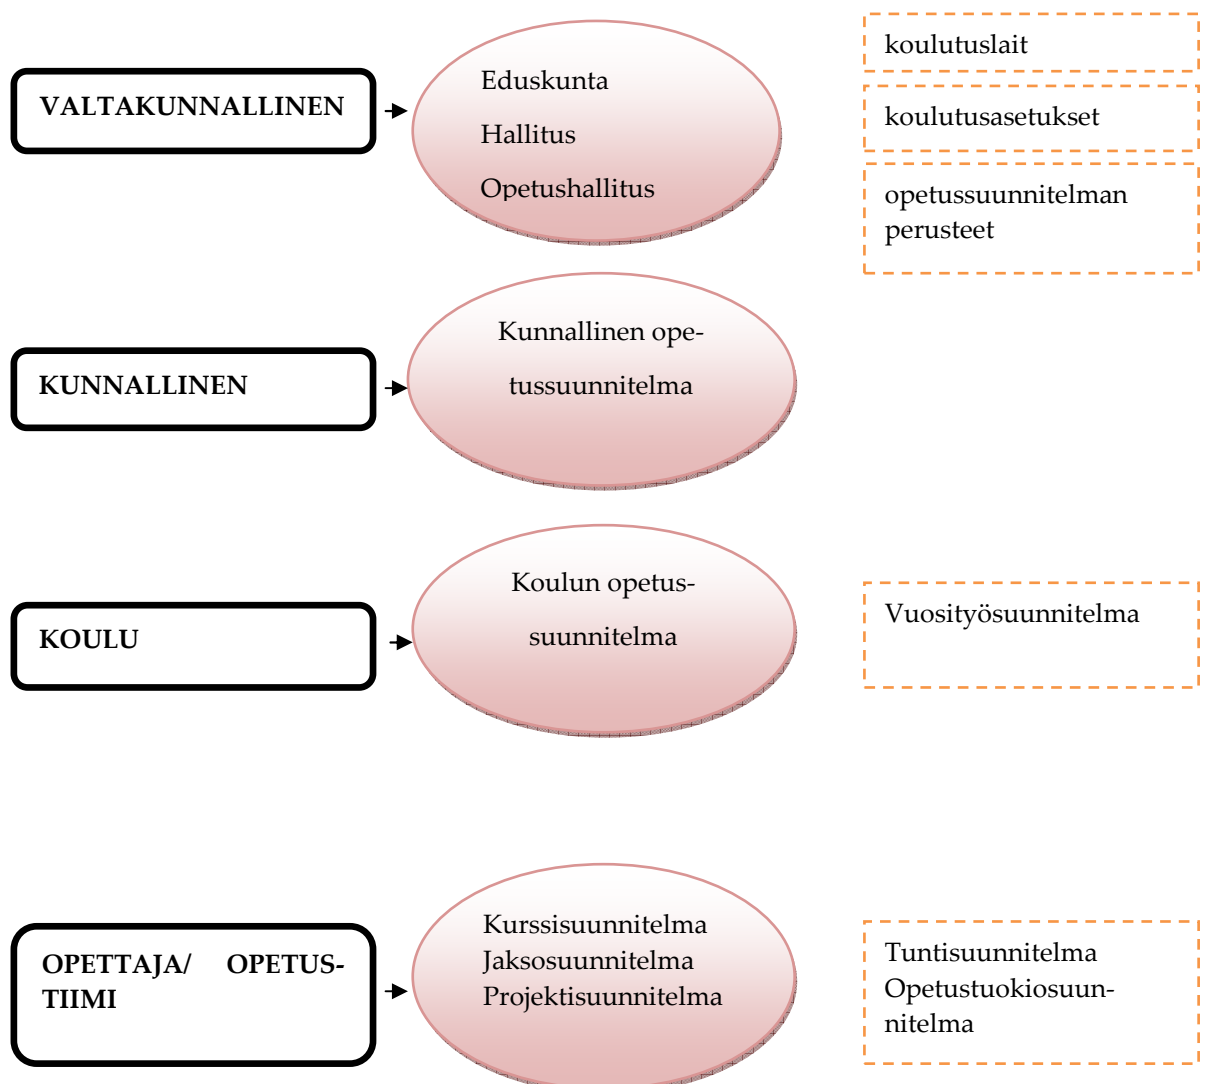 VALTAKUNNALLINEN
Eduskunta
Hallitus
Opetushallitus
koulutuslait
koulutusasetukset
opetussuunnitelman
perusteet
KUNNALLINEN
Kunnallinen ope-
tussuunnitelma
KOULU
Koulun opetus-
suunnitelma
Vuosityösuunnitelma
OPETTAJA/ OPETUS-
TIIMI
Kurssisuunnitelma
Jaksosuunnitelma
Projektisuunnitelma
Tuntisuunnitelma
Opetustuokiosuun-
nitelma